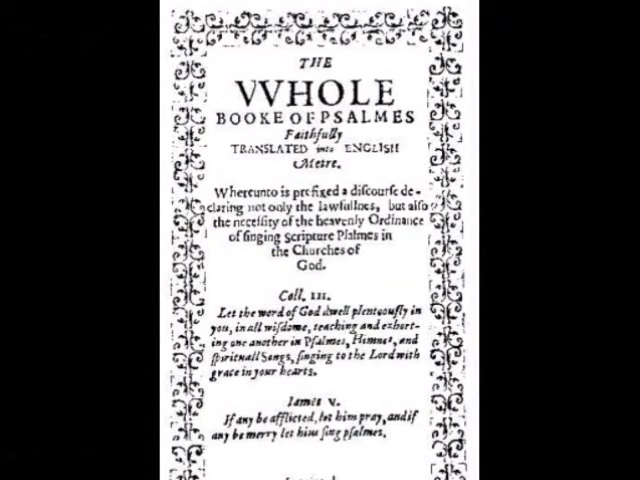 THE
VVHOLE
BOOKE OF PSALMES
Faithfully
TRANSLATED into ENGLISH
Metre.
Whereunto is prefixed a discourse de-
claring not only the lawfullnes, but also
the necessity of the heavenly Ordinance
of singing Scripture Psalmes in
the Churches of
God.
Coll. III.
Let the word of God dwell plenteously in
you, in all wisdome, teaching and exhort-
ing one another in Psalmes, Himnes, and
spirituall Songs, singing to the Lord with
grace in your hearts.
Iames V.
If any be afflicted, let him pray, and if
any be merry let him sing psalmes.